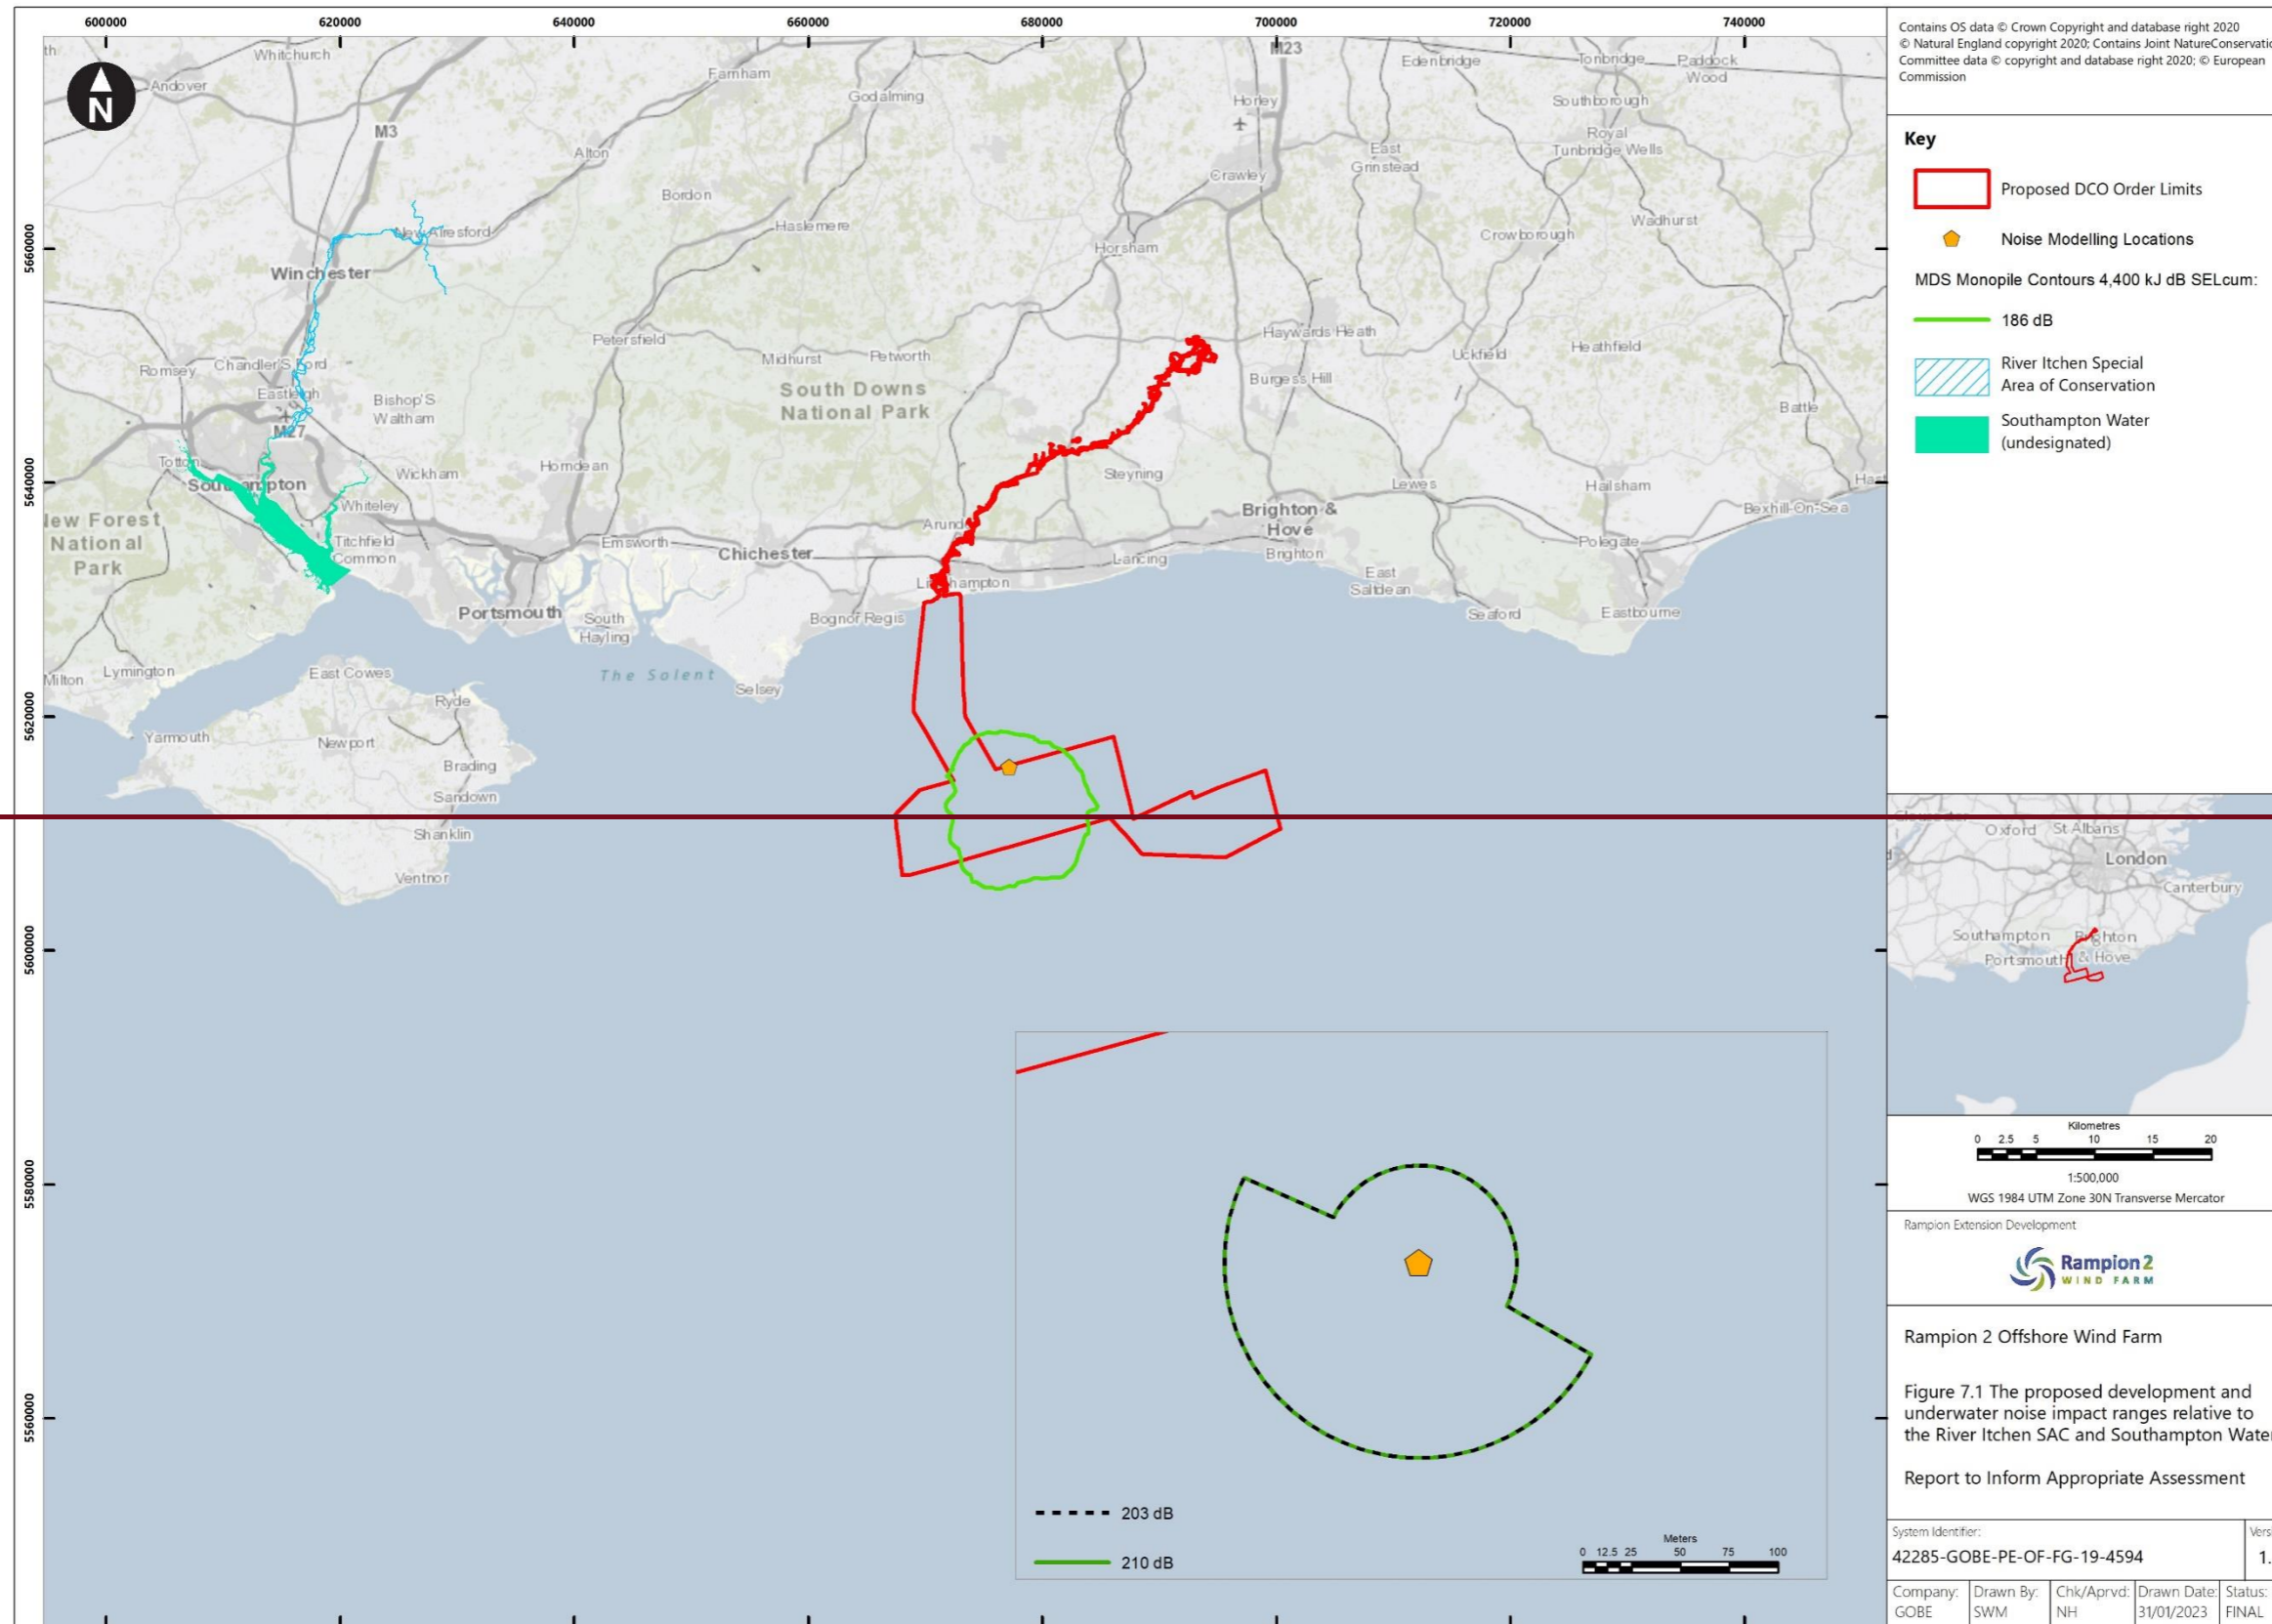 600000
620000
640000
660000
680000
700000
720000
740000
5660000
5640000
5620000
5600000
5580000
5560000
N
Whitchurch
Andover
M3
Farnham
Godalming
M23
Horley
Edenbridge
Tonbridge
Paddock
Wood
Southborough
Royal
Tunbridge Wells
Alton
East
Grinstead
Crawley
Bordon
Haslemere
New Alresford
Wadhurst
Crowborough
Horsham
Winchester
Petersfield
Midhurst
Petworth
Haywards Heath
Uckfield
Heathfield
Romsey
Chandler'S Ford
Eastleigh
Bishop'S
Waltham
South Downs
National Park
Burgess Hill
Battle
M27
Totton
Southampton
Wickham
Horndean
Steyning
Lewes
Hailsham
Whiteley
Bexhill-On-Sea
New Forest
National
Park
Titchfield
Common
Emsworth
Chichester
Brighton &
Hove
Brighton
Lancing
Polegate
East
Saltdean
Portsmouth
South
Hayling
Bognor Regis
Seaford
Eastbourne
Milton
Lymington
East Cowes
The Solent
Selsey
Ryde
Yarmouth
Newport
Brading
Sandown
Shanklin
Ventnor
203 dB
210 dB
Meters
0 12.5 25 50 75 100
Contains OS data © Crown Copyright and database right 2020
© Natural England copyright 2020; Contains Joint
Committee data © copyright and database right 2020; © European
Commission
Key
Proposed DCO Order Limits
Noise Modelling Locations
MDS Monopile Contours 4,400 kJ dB SELcum:
186 dB
River Itchen Special
Area of Conservation
Southampton Water
(undesignated)
Oxford
St Albans
London
Canterbury
Southampton
Brighton
& Hove
Portsmouth
Kilometres
0 2.5 5 10 15 20
1:500,000
WGS 1984 UTM Zone 30N Transverse Mercator
Rampion Extension Development
Rampion 2
WIND FARM
Rampion 2 Offshore Wind Farm
Figure 7.1 The proposed development and
underwater noise impact ranges relative to
the River Itchen SAC and Southampton Water
Report to Inform Appropriate Assessment
System Identifier:
42285-GOBE-PE-OF-FG-19-4594
1.
Company: Drawn By: Chk/Aprvd: Drawn Date: Status:
GOBE SWM NH 31/01/2023 FINAL